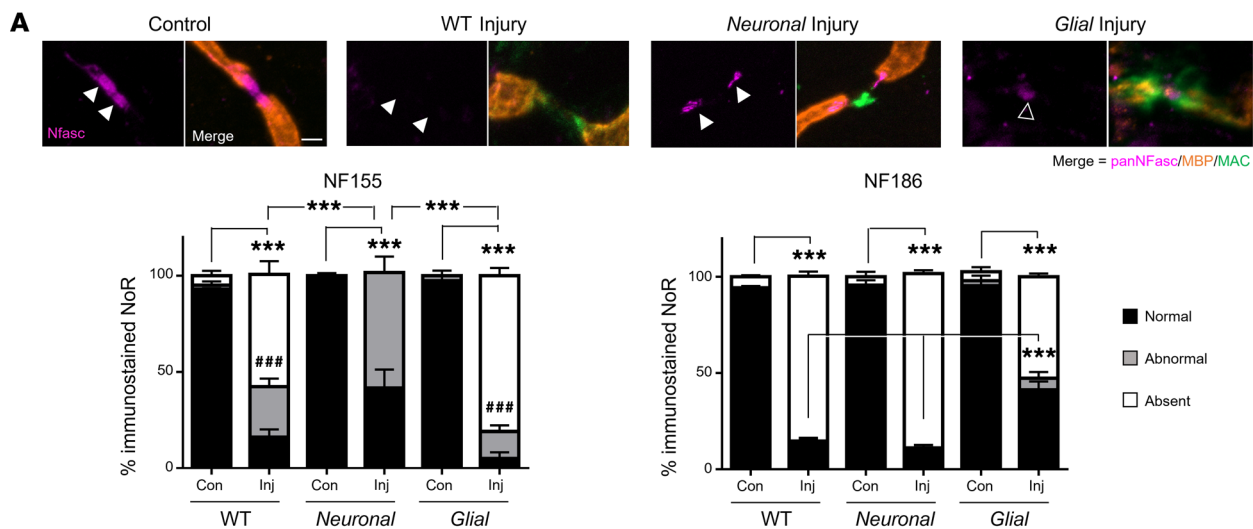 A
Control
WT Injury
Neuronal Injury
Glial Injury
Nfasc
Merge
Merge = panNFasc/MBP/MAC
NF155
NF186
***
***
***
***
***
***
***
***
% immunostained NoR
100
50
0
###
###
% immunostained NoR
100
50
0
***
Normal
Abnormal
Absent
Con
Inj
Con
Inj
Con
Inj
WT
Neuronal
Glial
Con
Inj
Con
Inj
Con
Inj
WT
Neuronal
Glial